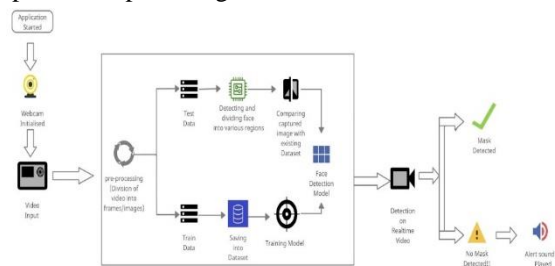 Application
Started
Webcam
Initialised
Video
Input
pre-processing
(Division of
video into
frames/images)
Test
Data
Detecting and
dividing face
into various regions
Comparing
captured
image with
existing
Dataset
Face
Detection
Model
Train
Data
Saving
into
Dataset
Training Model
Detection
on
Realtime
Video
Mask
Detected
No Mask
Detected!!
Alert sound
Played